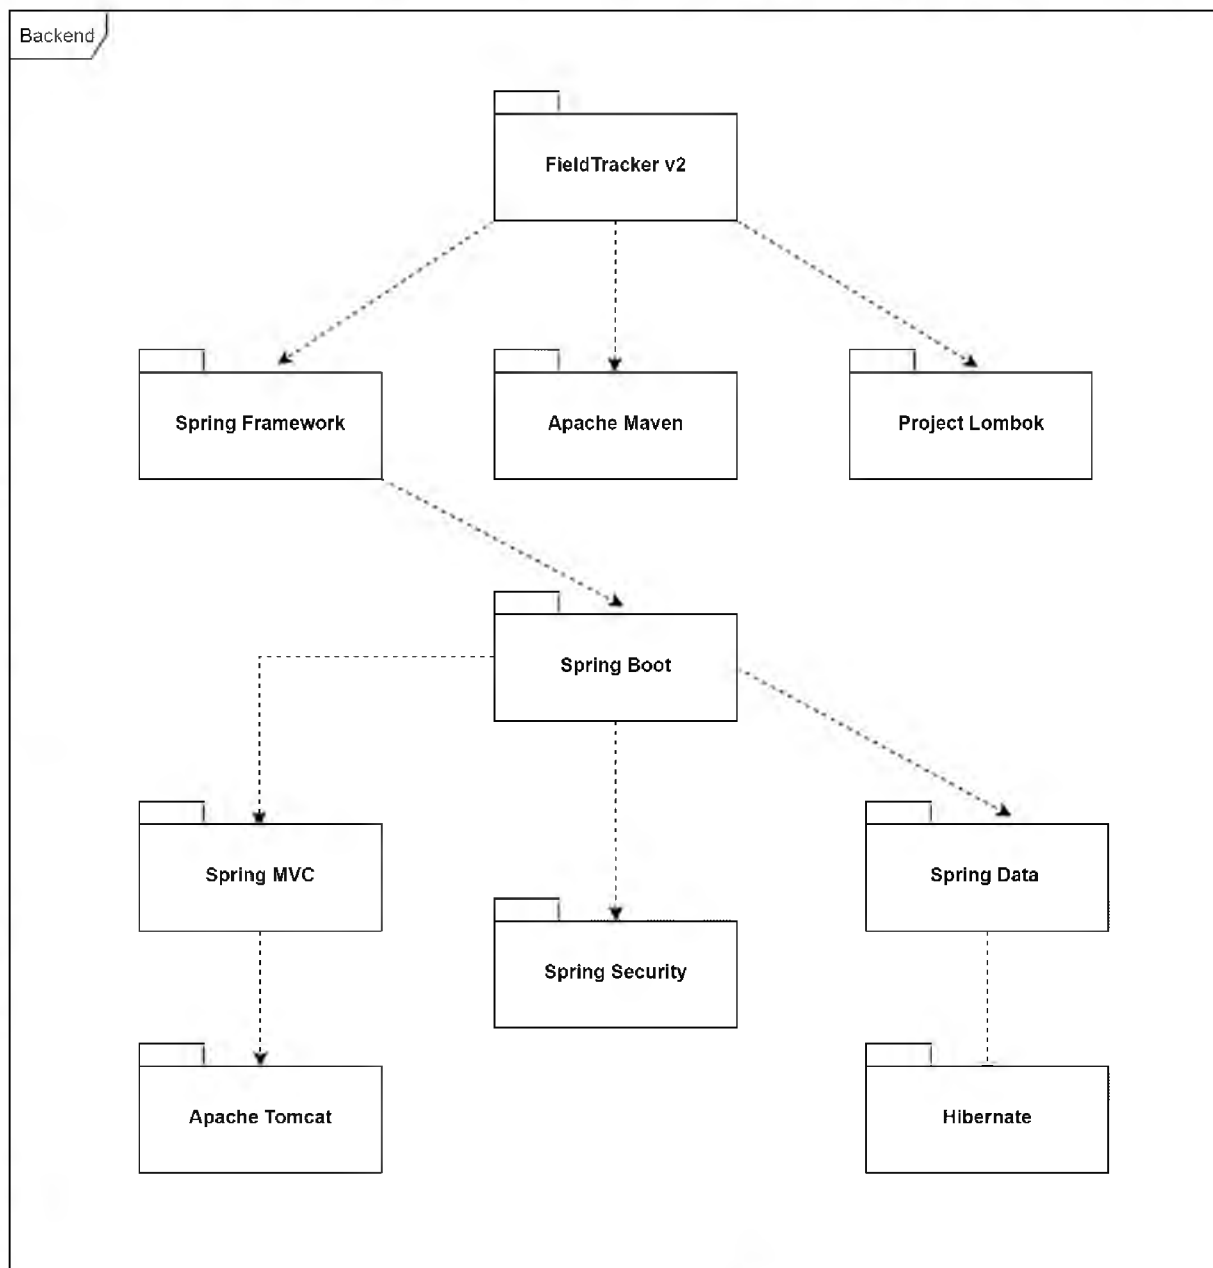 Backend
FieldTracker v2
Spring Framework
Apache Maven
Project Lombok
Spring Boot
Spring MVC
Spring Data
Spring Security
Apache Tomcat
Hibernate